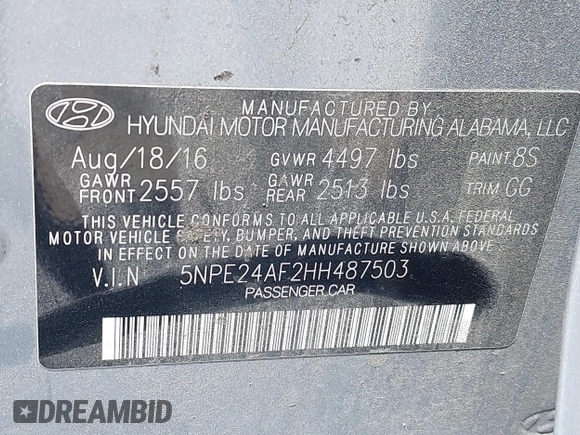 MANUFACTURED BY
HYUNDAI MOTOR MANUFACTURING ALABAMA, LLC
Aug/18/16 GVWR 4497 lbs PAINT 8S
GAWR FRONT 2557 lbs GAWR REAR 2513 lbs TRIM GG
THIS VEHICLE CONFORMS TO ALL APPLICABLE U.S.A. FEDERAL
MOTOR VEHICLE SAFETY, BUMPER, AND THEFT PREVENTION STANDARDS
IN EFFECT ON THE DATE OF MANUFACTURE SHOWN ABOVE.
V.I.N 5NPE24AF2HH487503
PASSENGER CAR
DREAMBID